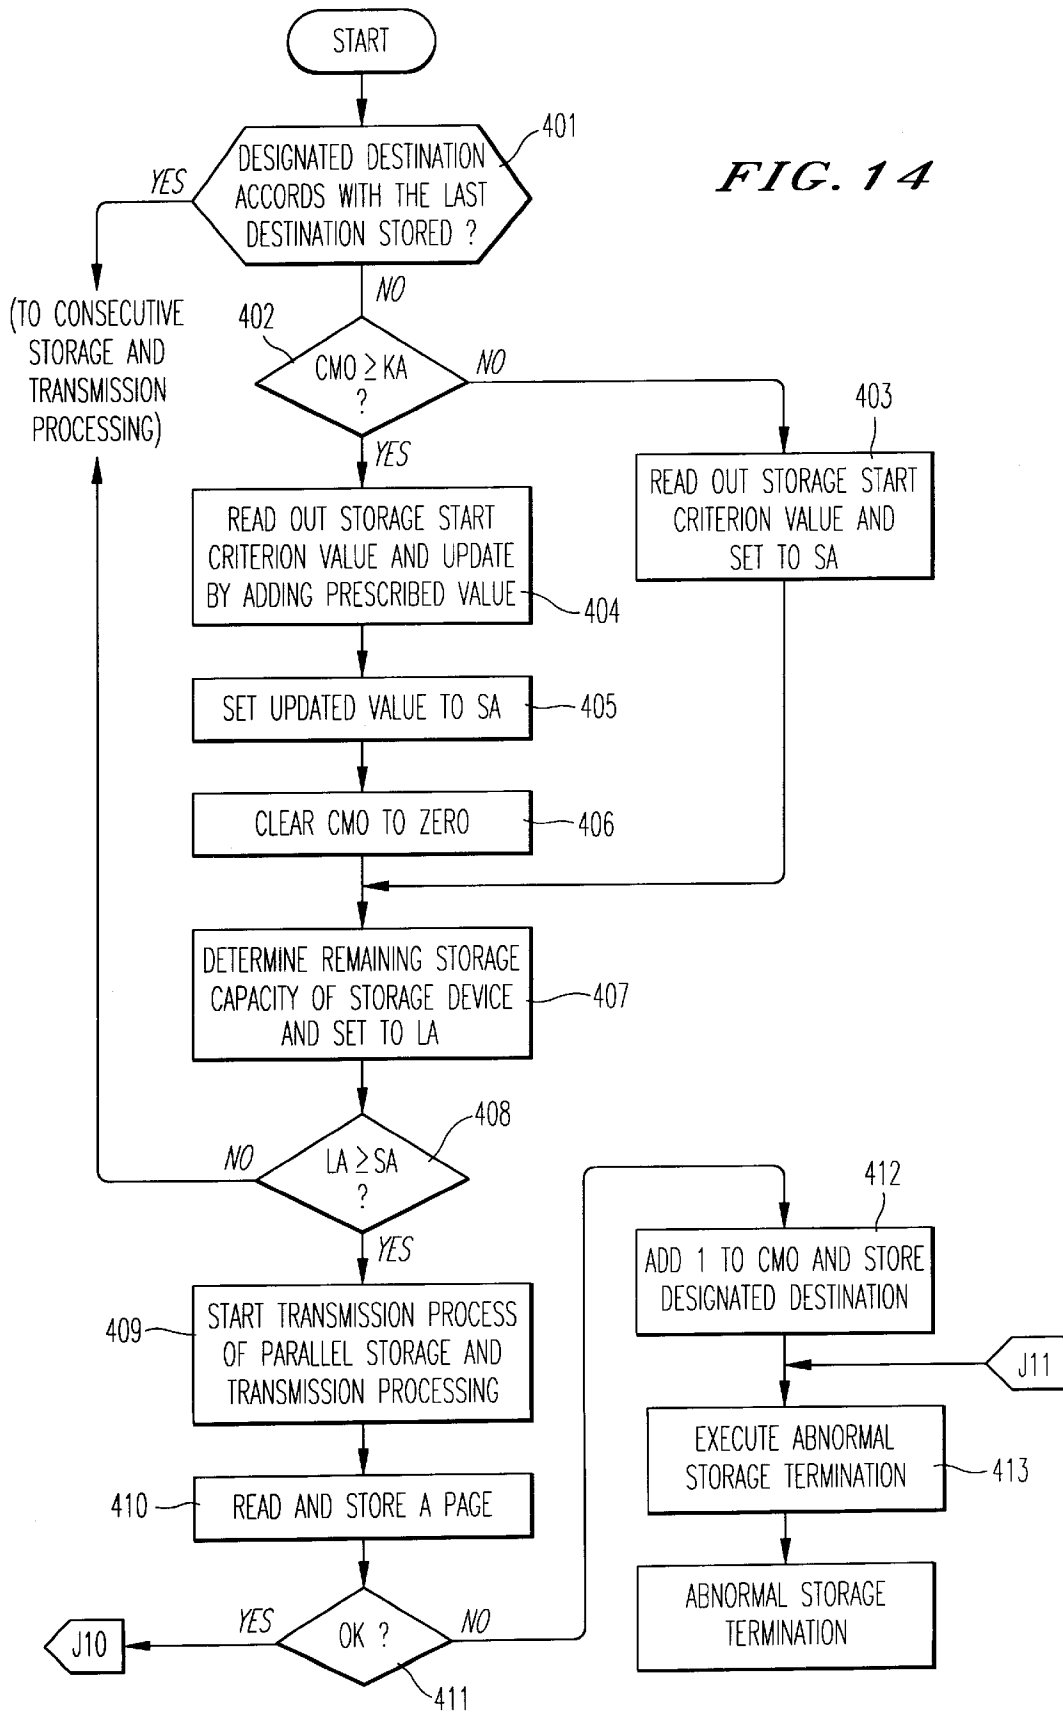 START
401
DESIGNATED DESTINATION
ACCORDS WITH THE LAST
DESTINATION STORED ?
YES
FIG. 14
NO
(TO CONSECUTIVE
STORAGE AND
TRANSMISSION
PROCESSING)
402
CMO ≥ KA
?
NO
YES
403
READ OUT STORAGE START
CRITERION VALUE AND
SET TO SA
READ OUT STORAGE START
CRITERION VALUE AND UPDATE
BY ADDING PRESCRIBED VALUE
404
SET UPDATED VALUE TO SA
405
CLEAR CMO TO ZERO
406
DETERMINE REMAINING STORAGE
CAPACITY OF STORAGE DEVICE
AND SET TO LA
407
408
LA ≥ SA
?
NO
YES
409
START TRANSMISSION PROCESS
OF PARALLEL STORAGE AND
TRANSMISSION PROCESSING
410
READ AND STORE A PAGE
OK ?
YES
NO
411
J10
412
ADD 1 TO CMO AND STORE
DESIGNATED DESTINATION
J11
EXECUTE ABNORMAL
STORAGE TERMINATION
413
ABNORMAL STORAGE
TERMINATION